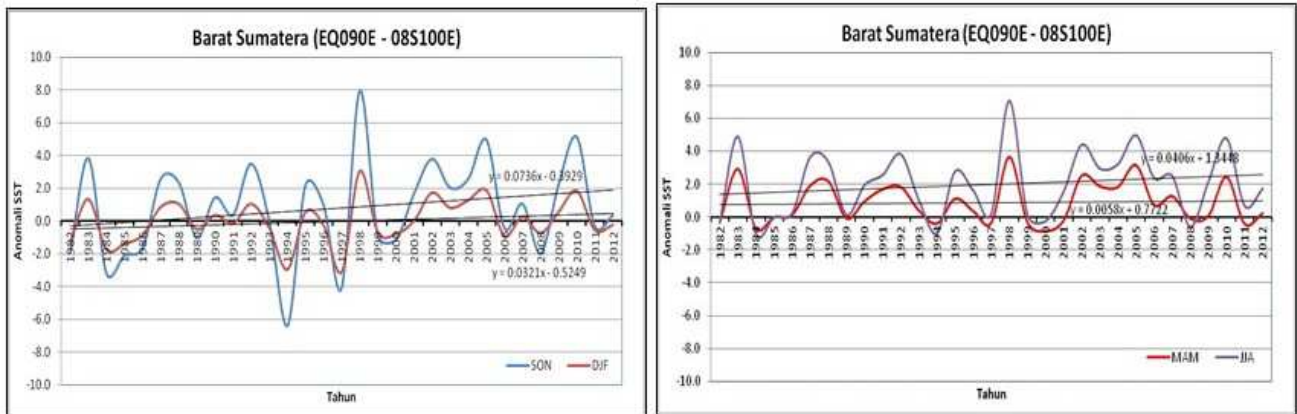 Barat Sumatera (EQ090E - 08S100E)
10.0
8.0
6.0
4.0
2.0
0.0
-2.0
-4.0
-6.0
-8.0
-10.0
Anomali SST
y = 0.0736x - 0.3929
y = 0.0321x - 0.5249
1982 1983 1984 1985 1986 1987 1988 1989 1990 1991 1992 1993 1994 1995 1996 1997 1998 1999 2000 2001 2002 2003 2004 2005 2006 2007 2008 2009 2010 2011 2012
SON DJF
Tahun
Barat Sumatera (EQ090E - 08S100E)
10.0
8.0
6.0
4.0
2.0
0.0
-2.0
-4.0
-6.0
-8.0
-10.0
Anomali SST
y = 0.0406x + 1.3448
y = 0.0058x + 0.7722
1982 1983 1984 1985 1986 1987 1988 1989 1990 1991 1992 1993 1994 1995 1996 1997 1998 1999 2000 2001 2002 2003 2004 2005 2006 2007 2008 2009 2010 2011 2012
MAM JJA
Tahun